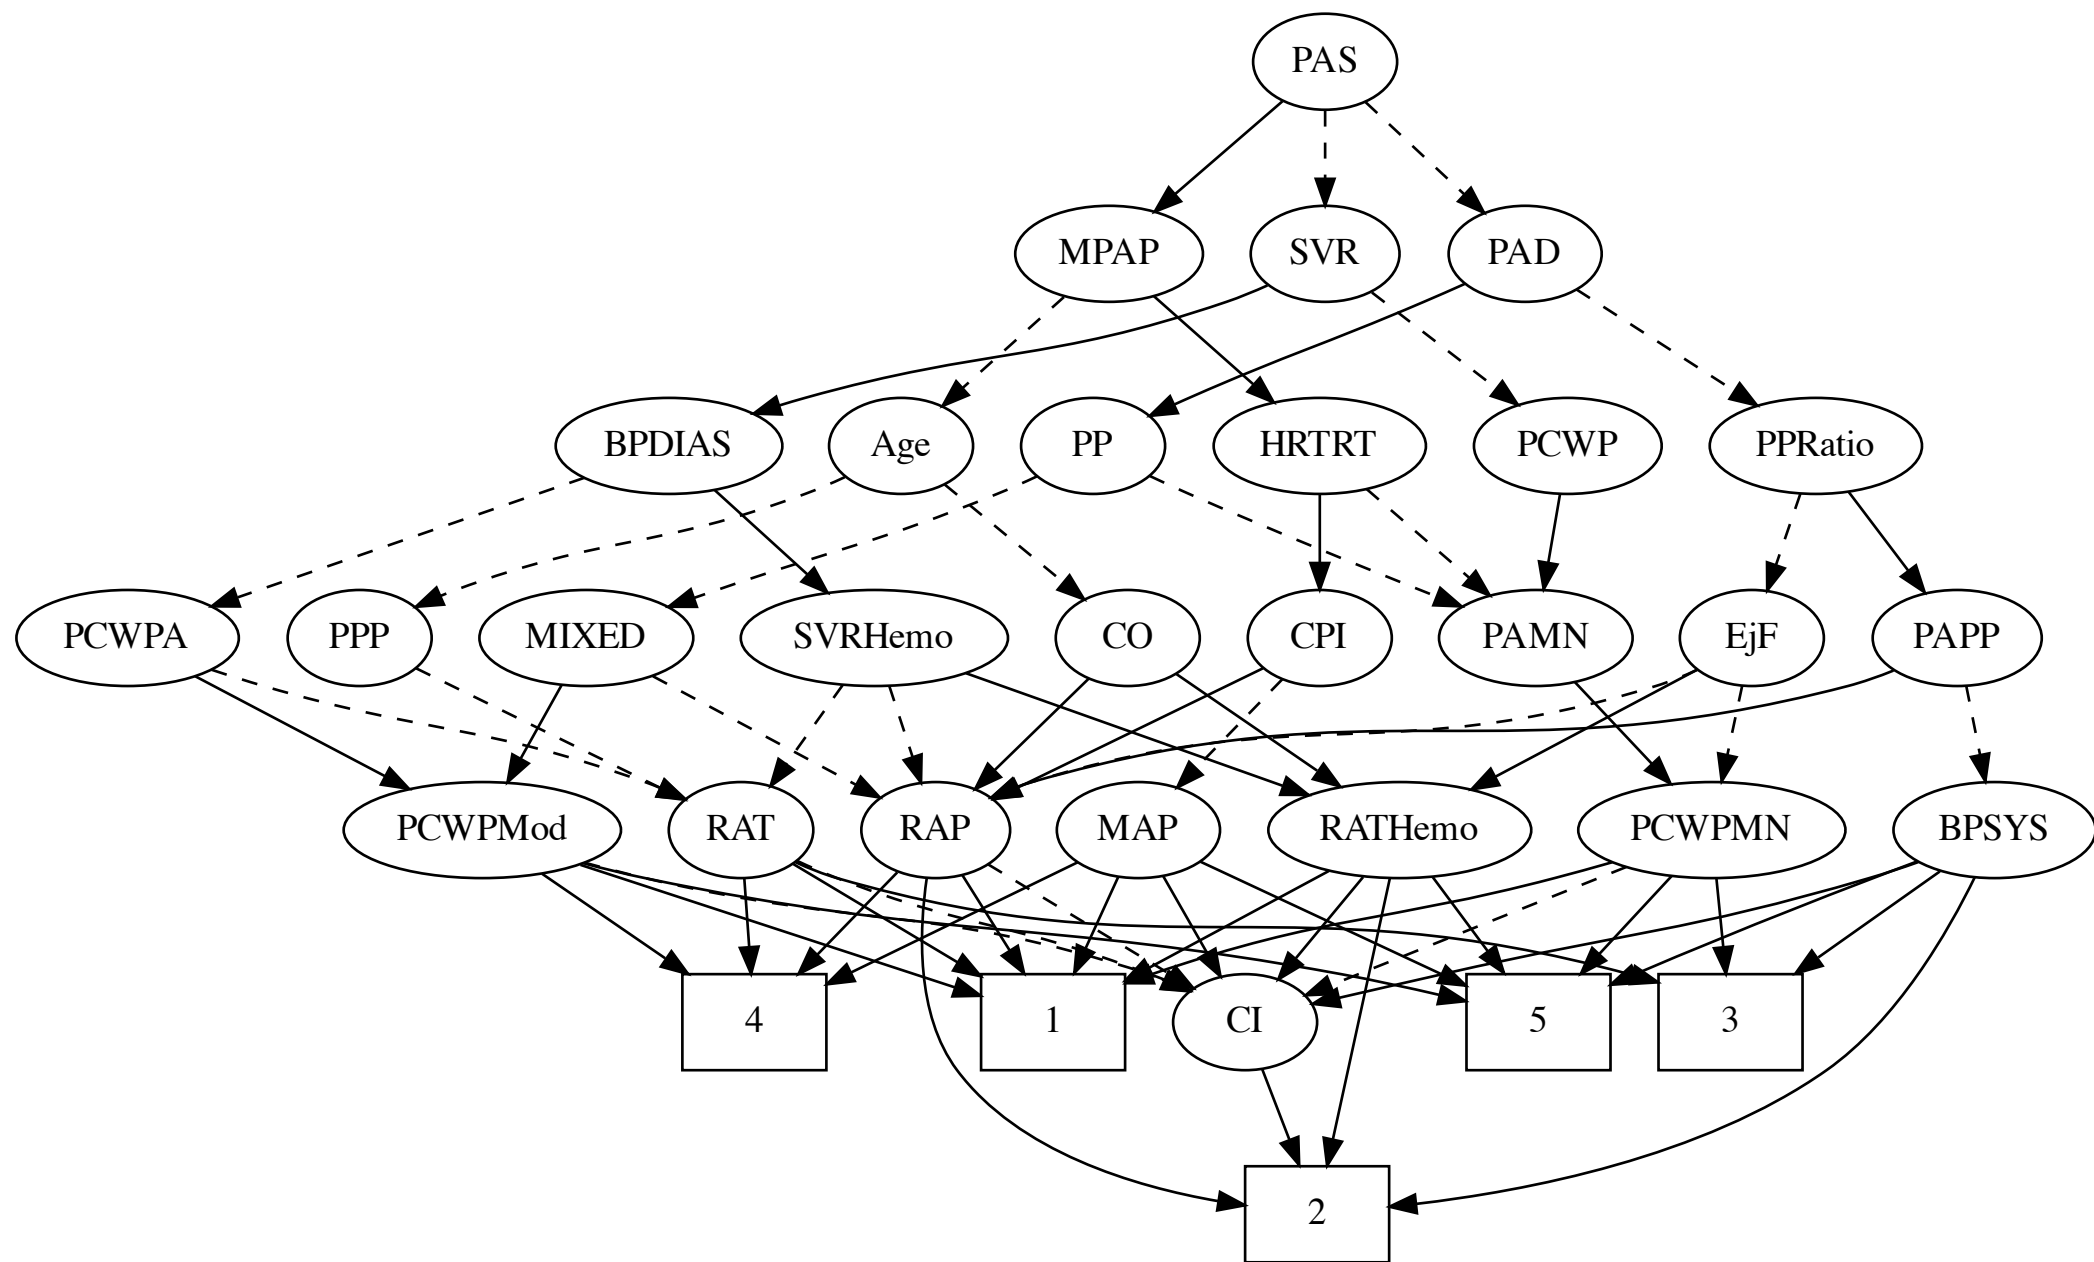 PAS
MPAP SVR PAD
BPDIAS Age PP HRTRT PCWP PPRatio
PCWPA PPP MIXED SVRHemo CO CPI PAMN EjF PAPP
PCWPMod RAT RAP MAP RATHemo PCWPMN BPSYS
4 1 CI 5 3
2